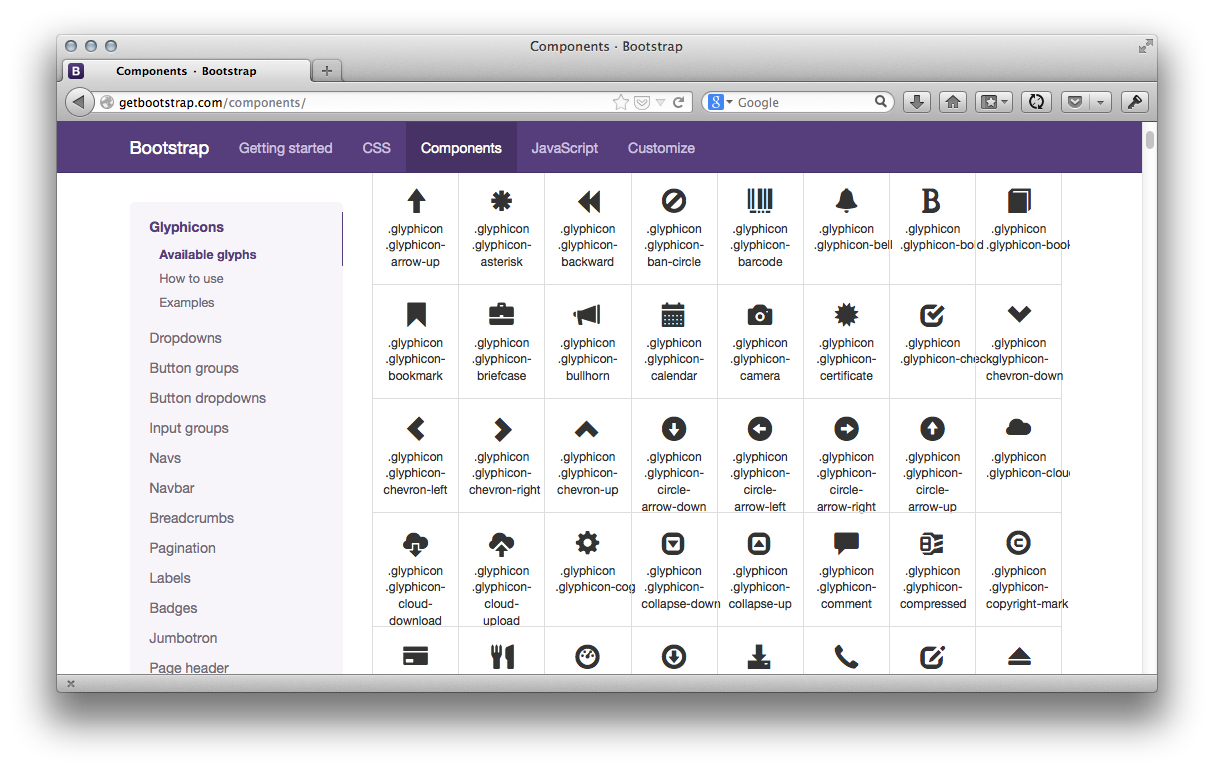 Components · Bootstrap
B
Components · Bootstrap
getbootstrap.com/components/
8
Google
Bootstrap
Getting started
CSS
Components
JavaScript
Customize
Glyphicons
Available glyphs
How to use
Examples
Dropdowns
Button groups
Button dropdowns
Input groups
Navs
Navbar
Breadcrumbs
Pagination
Labels
Badges
Jumbotron
Page header
.glyphicon
.glyphicon-
arrow-up
.glyphicon
.glyphicon-
asterisk
.glyphicon
.glyphicon-
backward
.glyphicon
.glyphicon-
ban-circle
.glyphicon
.glyphicon-
barcode
.glyphicon
.glyphicon-bell
B
.glyphicon
.glyphicon-bold
.glyphicon
.glyphicon-book
.glyphicon
.glyphicon-
bookmark
.glyphicon
.glyphicon-
briefcase
.glyphicon
.glyphicon-
bullhorn
.glyphicon
.glyphicon-
calendar
.glyphicon
.glyphicon-
camera
.glyphicon
.glyphicon-
certificate
.glyphicon
.glyphicon-check
.glyphicon
.glyphicon-
chevron-down
.glyphicon
.glyphicon-
chevron-left
.glyphicon
.glyphicon-
chevron-right
.glyphicon
.glyphicon-
chevron-up
.glyphicon
.glyphicon-
circle-
arrow-down
.glyphicon
.glyphicon-
circle-
arrow-left
.glyphicon
.glyphicon-
circle-
arrow-right
.glyphicon
.glyphicon-
circle-
arrow-up
.glyphicon
.glyphicon-cloud
.glyphicon
.glyphicon-
cloud-
download
.glyphicon
.glyphicon-
cloud-
upload
.glyphicon
.glyphicon-cog
.glyphicon
.glyphicon-
collapse-down
.glyphicon
.glyphicon-
collapse-up
.glyphicon
.glyphicon-
comment
.glyphicon
.glyphicon-
compressed
.glyphicon
.glyphicon-
copyright-mark